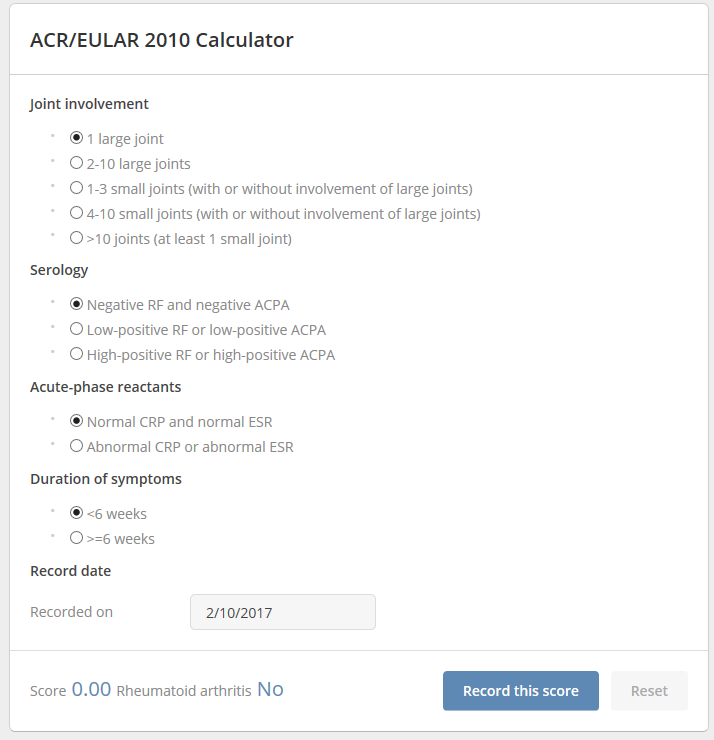 ACR/EULAR 2010 Calculator
Joint involvement
1 large joint
2-10 large joints
1-3 small joints (with or without involvement of large joints)
4-10 small joints (with or without involvement of large joints)
>10 joints (at least 1 small joint)
Serology
Negative RF and negative ACPA
Low-positive RF or low-positive ACPA
High-positive RF or high-positive ACPA
Acute-phase reactants
Normal CRP and normal ESR
Abnormal CRP or abnormal ESR
Duration of symptoms
<6 weeks
>=6 weeks
Record date
Recorded on 2/10/2017
Score 0.00 Rheumatoid arthritis No Record this score Reset